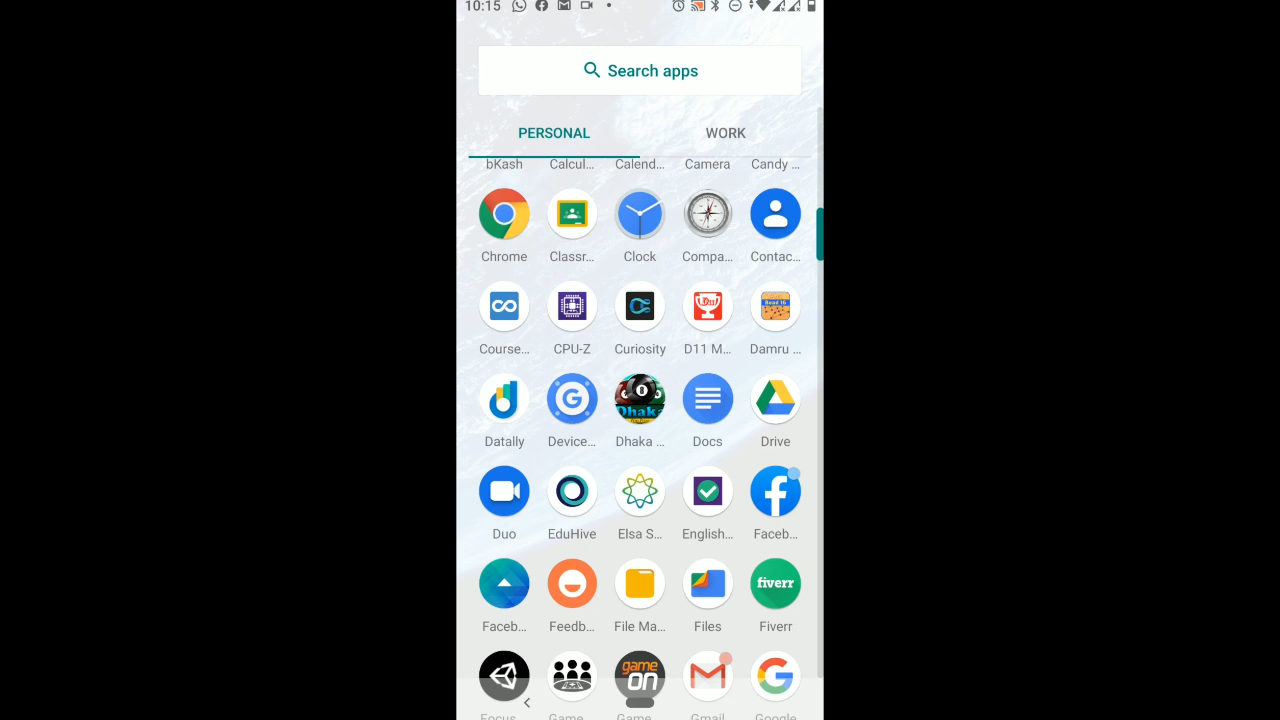 10:15
Search apps
PERSONAL WORK
bKash Calcul... Calend... Camera Candy ...
Chrome Classr... Clock Compa... Contac...
Course... CPU-Z Curiosity D11 M... Damru ...
Datally Device... Dhaka ... Docs Drive
Duo EduHive Elsa S... English... Faceb...
Faceb... Feedb... File Ma... Files Fiverr
Focus Game Game Gmail Google